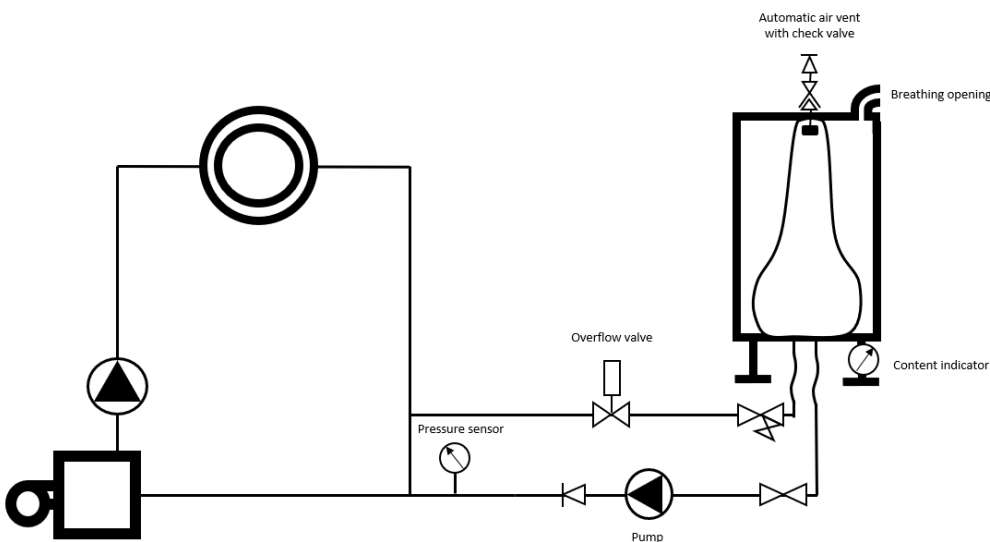 Automatic air vent
with check valve
Breathing opening
Overflow valve
Content indicator
Pressure sensor
Pump